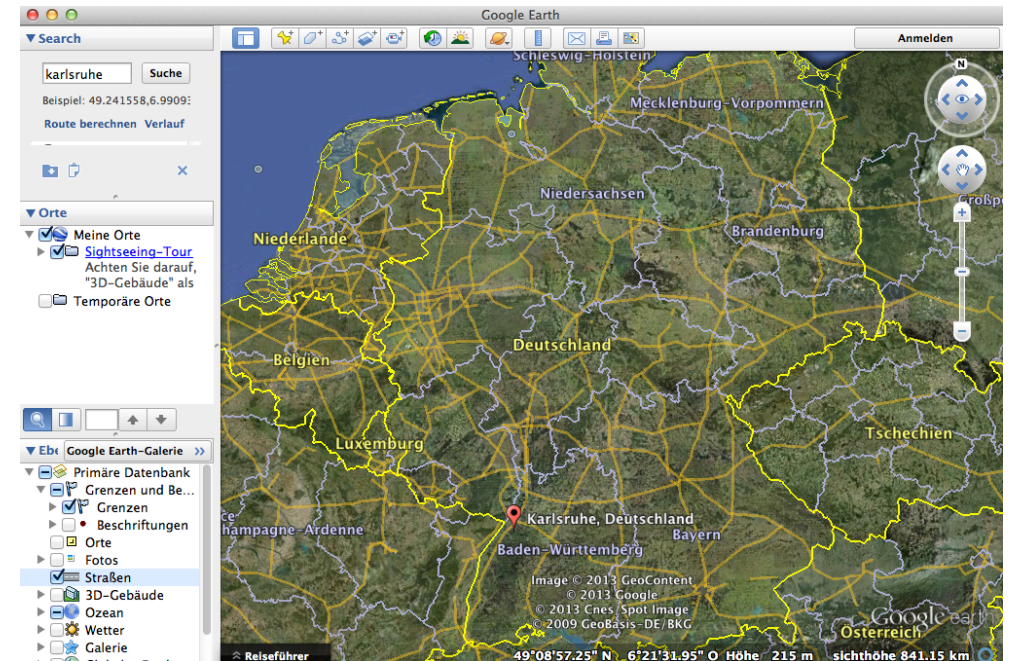 Google Earth
Search
Anmelden
karlsruhe
Suche
Beispiel: 49.241558,6.9909
Route berechnen Verlauf
Orte
Meine Orte
Sightseeing-Tour
Achten Sie darauf,
"3D-Gebäude" als
Temporäre Orte
Google Earth-Galerie >>
Primäre Datenbank
Grenzen und Be...
Grenzen
Beschriftungen
Orte
Fotos
Straßen
3D-Gebäude
Ozean
Wetter
Galerie
N
Schleswig-Holstein
Mecklenburg-Vorpommern
Niedersachsen
Niederlande
Brandenburg
Deutschland
Belgien
Tschechien
Luxemburg
Karlsruhe, Deutschland
hampagne-Ardenne
Bayern
Baden-Württemberg
Image © 2013 GeoContent
© 2013 Google
© 2013 Cnes/Spot Image
© 2009 GeoBasis-DE/BKG
Google earth
Österreich
Reiseführer
49°08'57.25" N 6°21'31.95" O Höhe 215 m sichthöhe 841.15 km